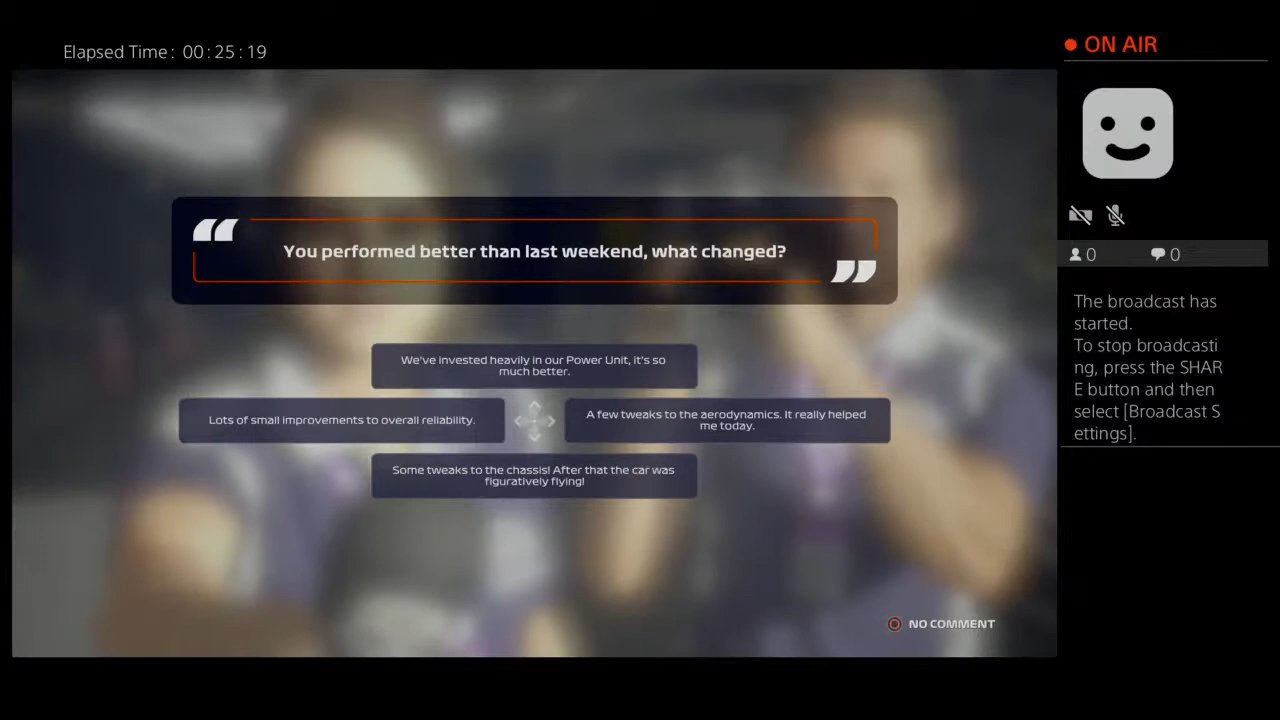 Elapsed Time: 00:25:19
ON AIR
You performed better than last weekend, what changed?
0
0
The broadcast has
started.
To stop broadcasti
ng, press the SHAR
E button and then
select [Broadcast S
ettings].
We've invested heavily in our Power Unit, it's so
much better.
Lots of small improvements to overall reliability.
A few tweaks to the aerodynamics. It really helped
me today.
Some tweaks to the chassis! After that the car was
figuratively flying!
NO COMMENT